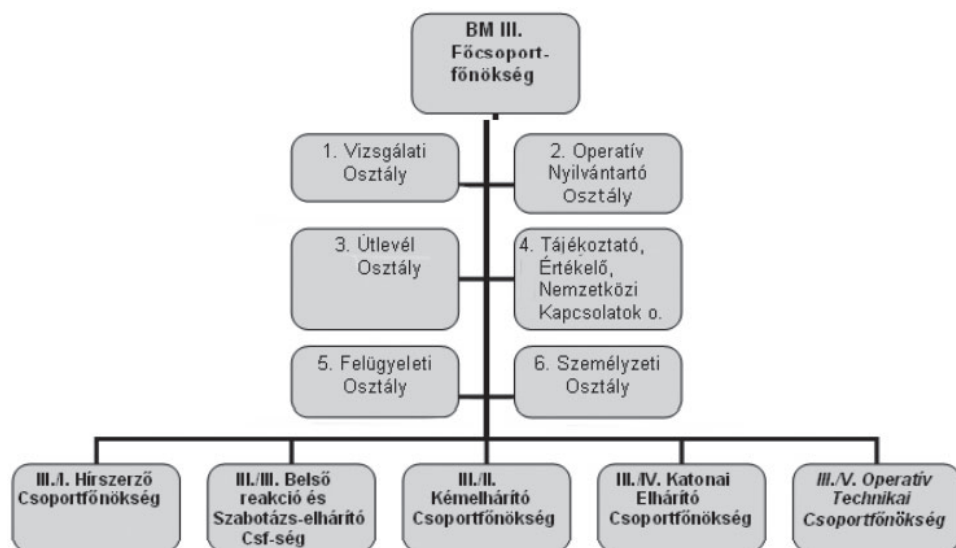 BM III.
Főcsoport-
főnökség
1. Vizsgálati
Osztály
2. Operatív
Nyilvántartó
Osztály
3. Útlevél
Osztály
4. Tájékoztató,
Értékelő,
Nemzetközi
Kapcsolatok o.
5. Felügyeleti
Osztály
6. Személyzeti
Osztály
III./I. Hírszerző
Csoportfőnökség
III./III. Belső
reakció és
Szabotázs-elhárító
Csf-ség
III./II.
Kémelhárító
Csoportfőnökség
III./IV. Katonai
Elhárító
Csoportfőnökség
III./V. Operatív
Technikai
Csoportfőnökség